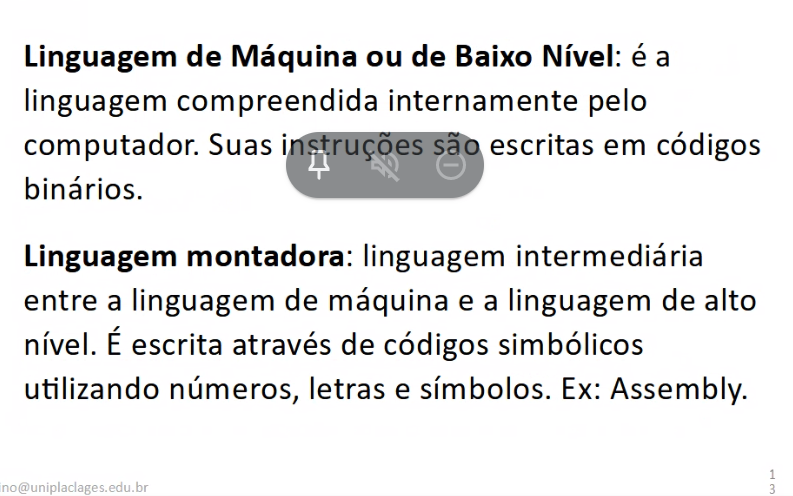 Linguagem de Máquina ou de Baixo Nível: é a
linguagem compreendida internamente pelo
computador. Suas instruções são escritas em códigos
binários.
Linguagem montadora: linguagem intermediária
entre a linguagem de máquina e a linguagem de alto
nível. É escrita através de códigos simbólicos
utilizando números, letras e símbolos. Ex: Assembly.
ino@uniplaclages.edu.br
1
3